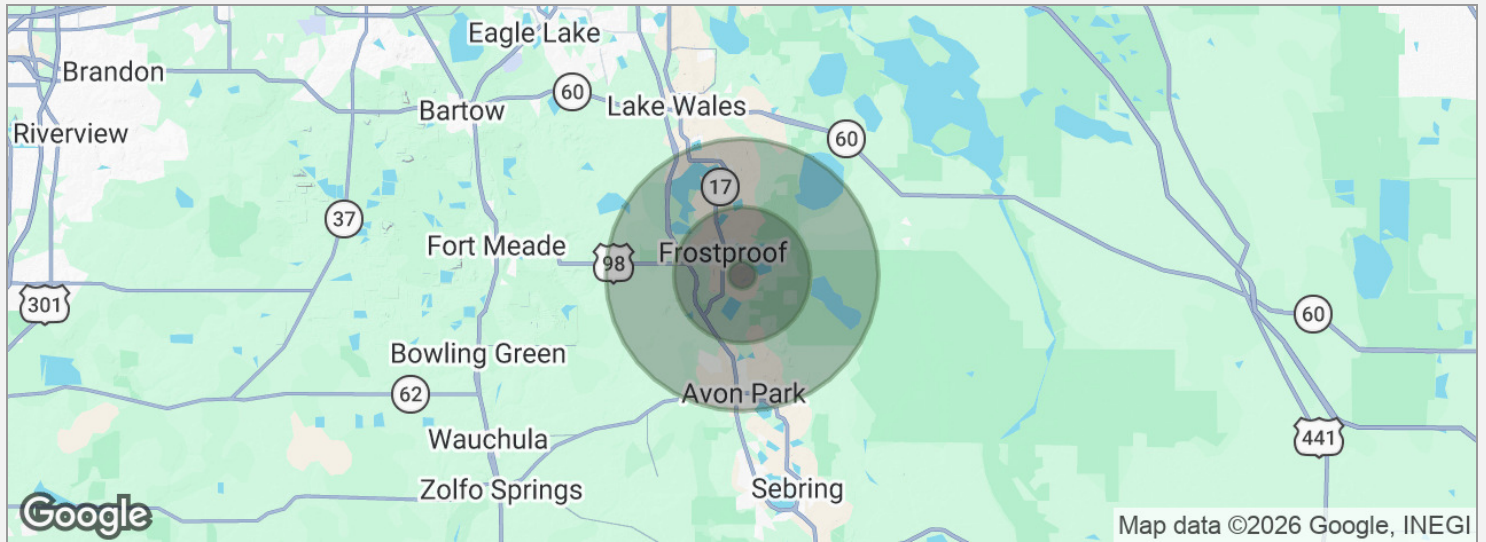 Eagle Lake
Brandon
60
Bartow
Lake Wales
Riverview
60
17
37
Fort Meade
98
Frostproof
301
60
Bowling Green
62
Avon Park
Wauchula
441
Zolfo Springs
Sebring
Google
Map data ©2026 Google, INEGI